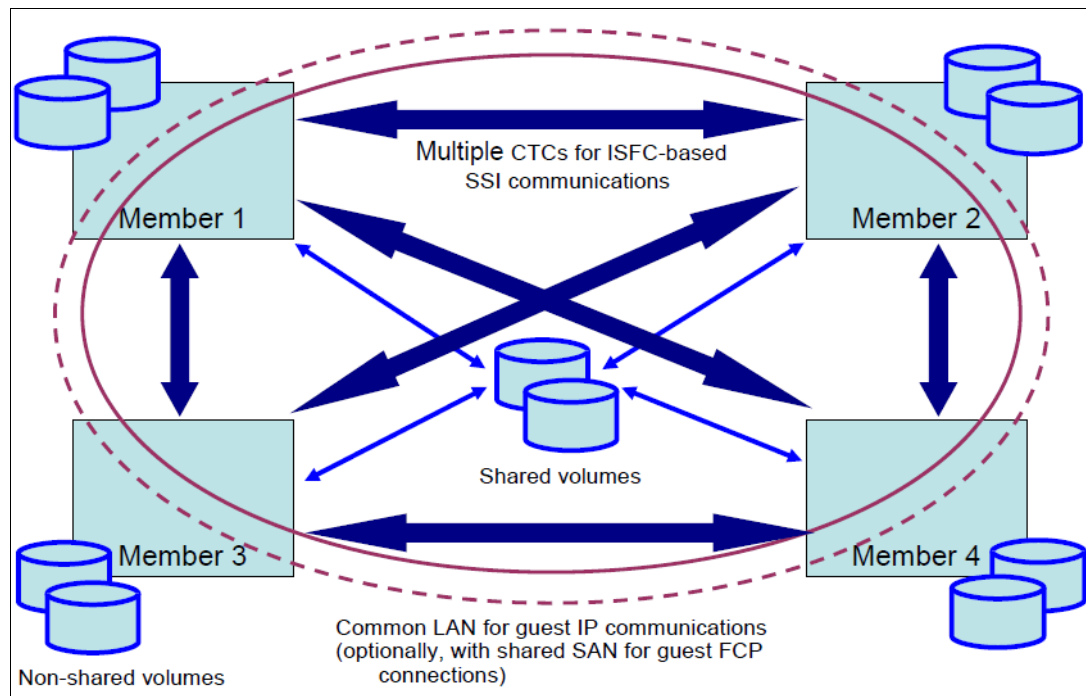 Multiple CTCs for ISFC-based
SSI communications
Member 1
Member 2
Shared volumes
Member 3
Member 4
Common LAN for guest IP communications
(optionally, with shared SAN for guest FCP
connections)
Non-shared volumes